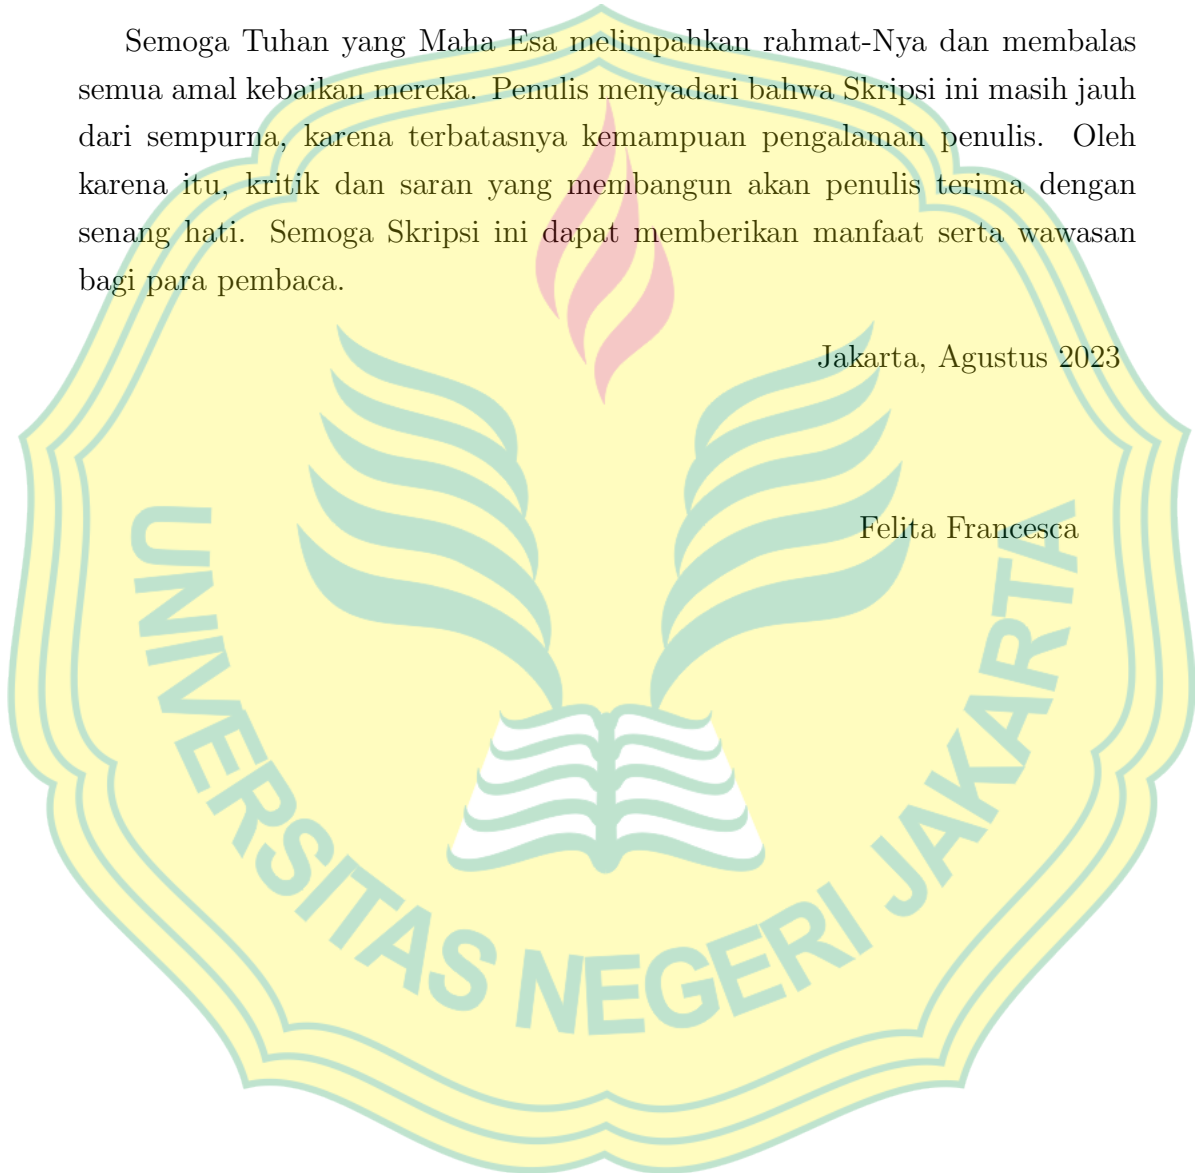 Semoga Tuhan yang Maha Esa melimpahkan rahmat-Nya dan membalas
semua amal kebaikan mereka. Penulis menyadari bahwa Skripsi ini masih jauh
dari sempurna, karena terbatasnya kemampuan pengalaman penulis. Oleh
karena itu, kritik dan saran yang membangun akan penulis terima dengan
senang hati. Semoga Skripsi ini dapat memberikan manfaat serta wawasan
bagi para pembaca.
Jakarta, Agustus 2023
Felita Francesca
UNIVERSITAS NEGERI JAKARTA